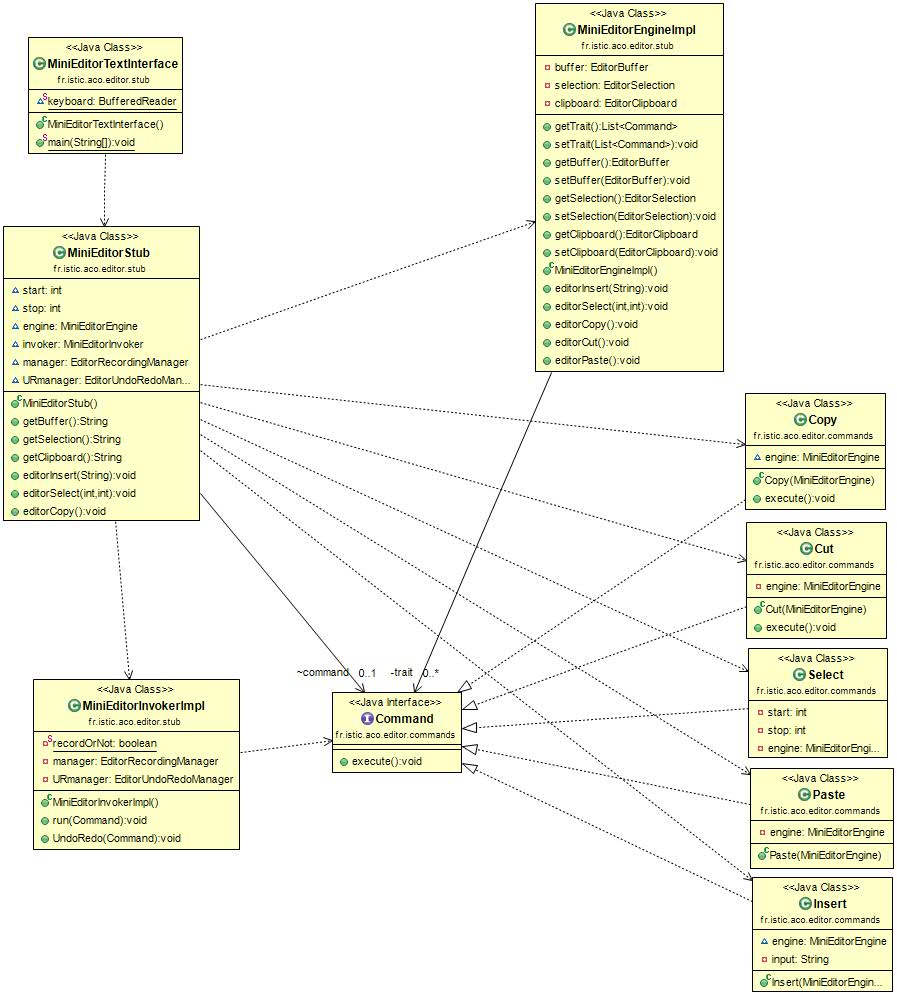 <<Java Class>>
MiniEditorTextInterface
fr.istic.aco.editor.stub
keyboard: BufferedReader
MiniEditorTextInterface()
main(String[]):void
<<Java Class>>
MiniEditorEngineImpl
fr.istic.aco.editor.stub
buffer: EditorBuffer
selection: EditorSelection
clipboard: EditorClipboard
getTrait():List<Command>
setTrait(List<Command>):void
getBuffer():EditorBuffer
setBuffer(EditorBuffer):void
getSelection():EditorSelection
setSelection(EditorSelection):void
getClipboard():EditorClipboard
setClipboard(EditorClipboard):void
MiniEditorEngineImpl()
editorInsert(String):void
editorSelect(int,int):void
editorCopy():void
editorCut():void
editorPaste():void
<<Java Class>>
MiniEditorStub
fr.istic.aco.editor.stub
start: int
stop: int
engine: MiniEditorEngine
invoker: MiniEditorInvoker
manager: EditorRecordingManager
URmanager: EditorUndoRedoMan...
MiniEditorStub()
getBuffer():String
getSelection():String
getClipboard():String
editorInsert(String):void
editorSelect(int,int):void
editorCopy():void
<<Java Class>>
Copy
fr.istic.aco.editor.commands
engine: MiniEditorEngine
Copy(MiniEditorEngine)
execute():void
<<Java Class>>
Cut
fr.istic.aco.editor.commands
engine: MiniEditorEngine
Cut(MiniEditorEngine)
execute():void
<<Java Class>>
Select
fr.istic.aco.editor.commands
start: int
stop: int
engine: MiniEditorEngi...
~command 0..1 -trait 0..*
<<Java Class>>
MiniEditorInvokerImpl
fr.istic.aco.editor.stub
recordOrNot: boolean
manager: EditorRecordingManager
URmanager: EditorUndoRedoManager
MiniEditorInvokerImpl()
run(Command):void
UndoRedo(Command):void
<<Java Interface>>
Command
fr.istic.aco.editor.commands
execute():void
<<Java Class>>
Paste
fr.istic.aco.editor.commands
engine: MiniEditorEngine
Paste(MiniEditorEngine)
<<Java Class>>
Insert
fr.istic.aco.editor.commands
engine: MiniEditorEngine
input: String
Insert(MiniEditorEngin...